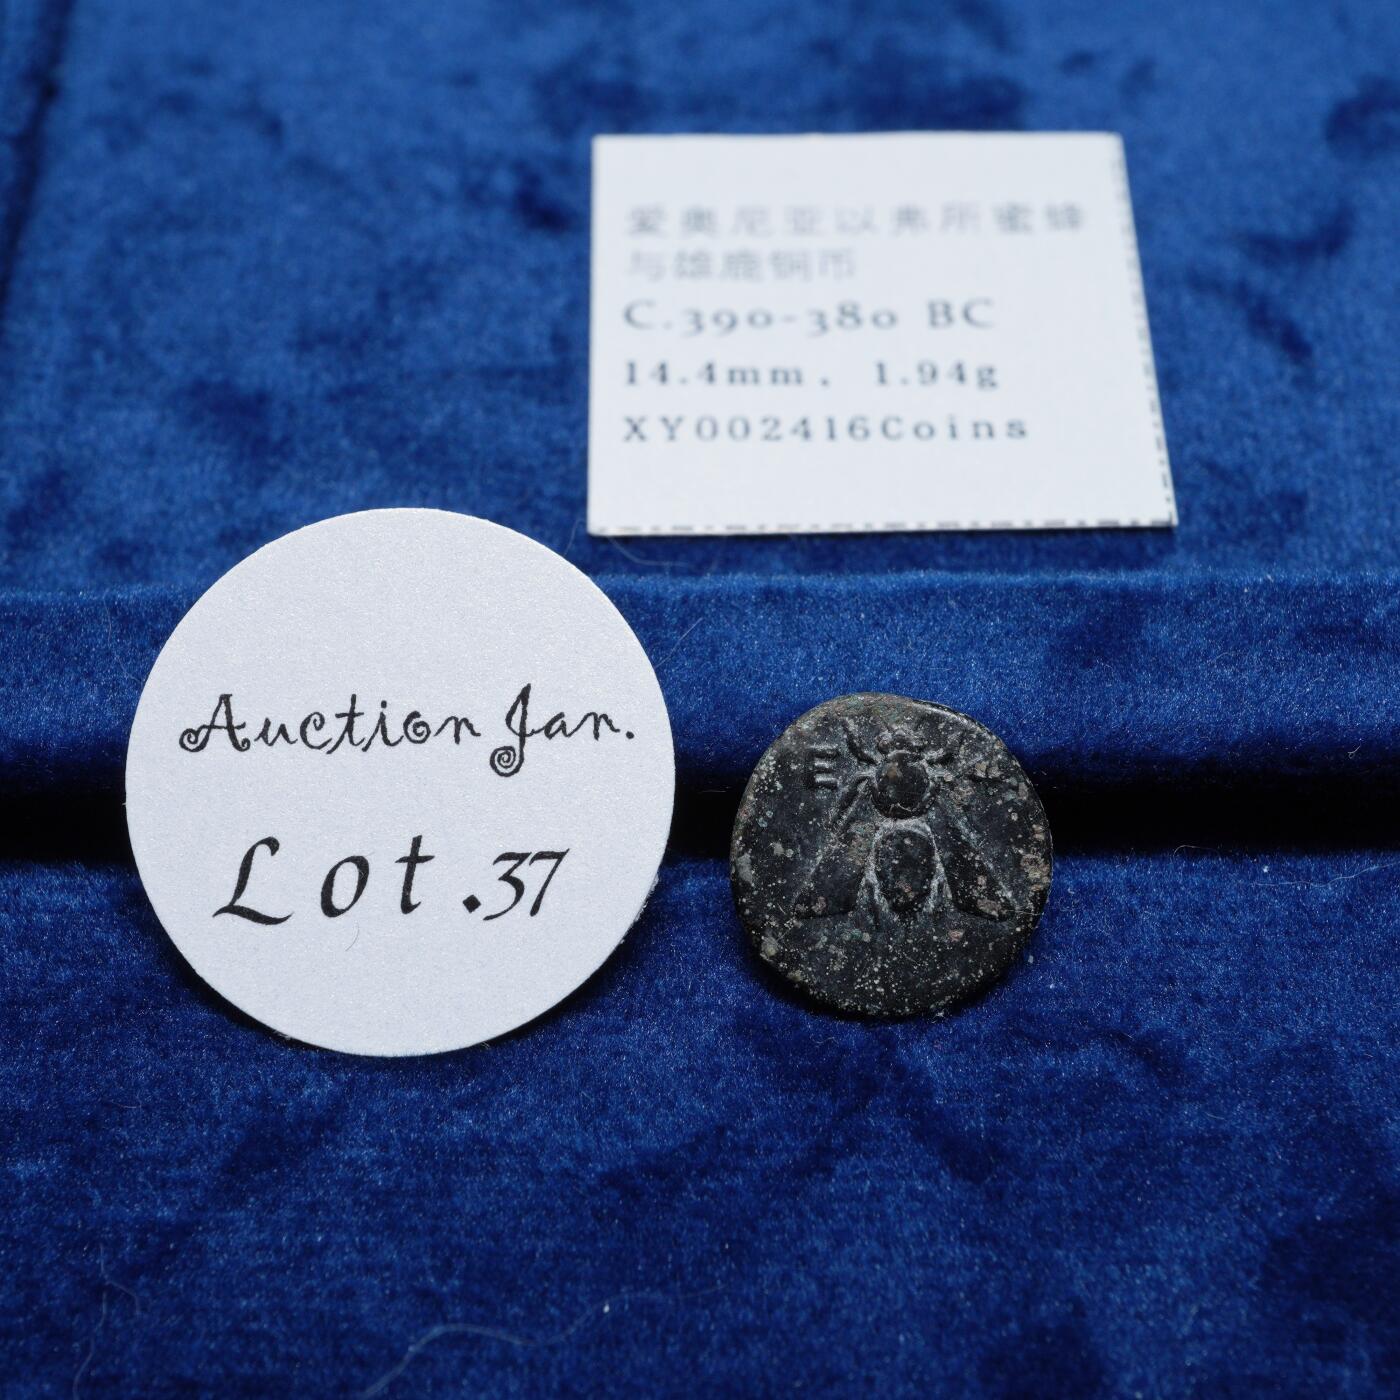 爱奥尼亚以弗所蜜蜂
与雄鹿铜币
C.390-380 BC
14.4mm. 1.94g
XY002416Coins
Auction Jan.
Lot.37
E